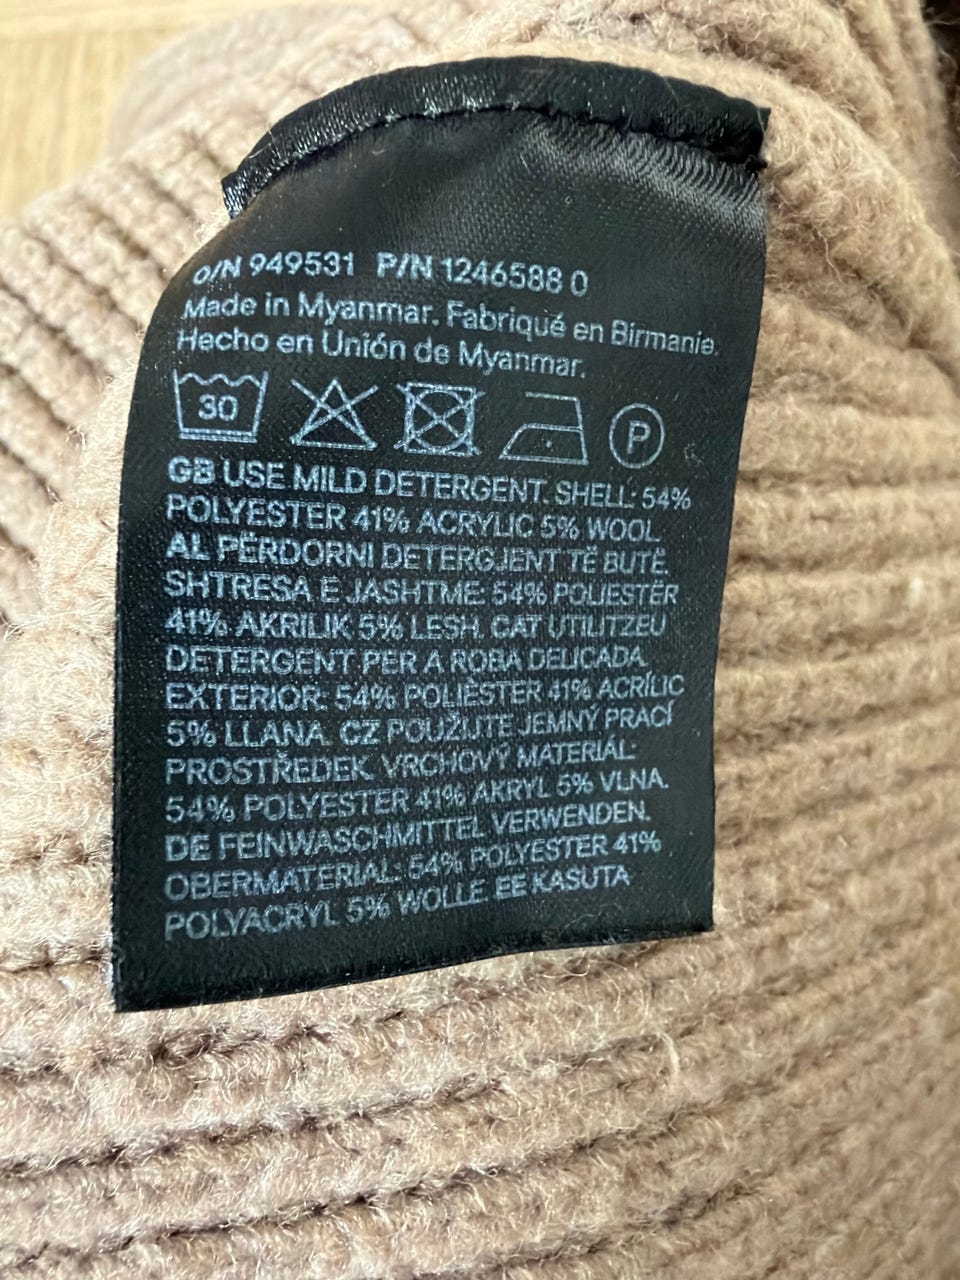 O/N 949531 P/N 1246588 0
Made in Myanmar. Fabriqué en Birmanie.
Hecho en Unión de Myanmar.
30 P
GB USE MILD DETERGENT. SHELL: 54%
POLYESTER 41% ACRYLIC 5% WOOL
AL PËRDORNI DETERGJENT TË BUTË.
SHTRESA E JASHTME: 54% POLIESTËR
41% AKRILIK 5% LESH. CAT UTILITZEU
DETERGENT PER A ROBA DELICADA.
EXTERIOR: 54% POLIÈSTER 41% ACRÍLIC
5% LLANA. CZ POUŽIJTE JEMNÝ PRACÍ
PROSTŘEDEK. VRCHOVÝ MATERIÁL:
54% POLYESTER 41% AKRYL 5% VLNA.
DE FEINWASCHMITTEL VERWENDEN.
OBERMATERIAL: 54% POLYESTER 41%
POLYACRYL 5% WOLLE EE KASUTA